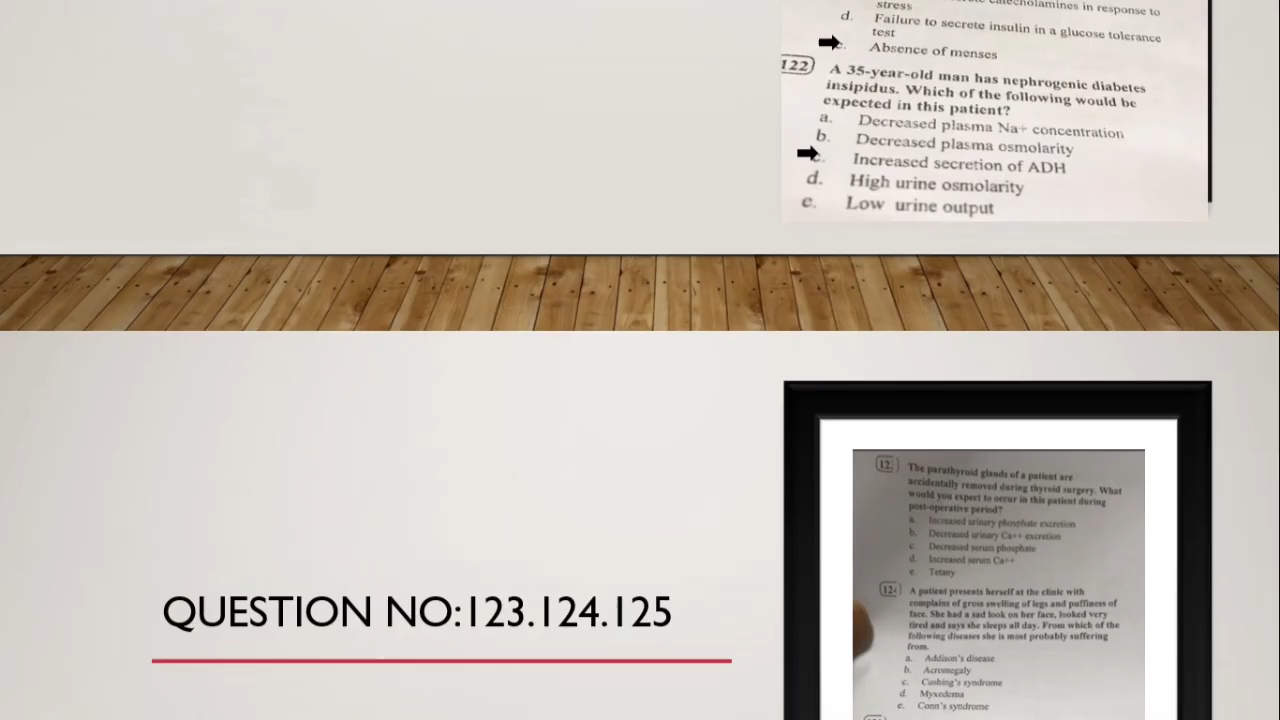 catecholamines in response to
stress
d. Failure to secrete insulin in a glucose tolerance
test
Absence of menses
122 A 35-year-old man has nephrogenic diabetes
insipidus. Which of the following would be
expected in this patient?
a. Decreased plasma Na+ concentration
b. Decreased plasma osmolarity
c. Increased secretion of ADH
d. High urine osmolarity
e. Low urine output
QUESTION NO:123.124.125
The parathyroid glands of a patient are
accidentally removed during thyroid surgery. What
would you expect to occur in this patient during
post-operative period?
a. Increased urinary phosphate excretion
b. Decreased urinary Ca++ excretion
c. Decreased serum phosphate
d. Increased serum Ca++
e. Tetany
124 A patient presents herself at the clinic with
complains of gross swelling of legs and puffiness of
face. She had a sad look on her face, looked very
tired and says she sleeps all day. From which of the
following diseases she is most probably suffering
from.
a. Addison's disease
b. Acromegaly
c. Cushing's syndrome
d. Myxedema
e. Conn's syndrome